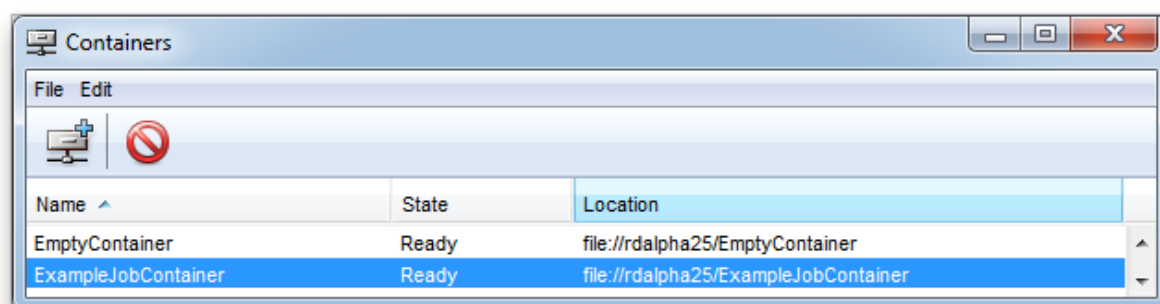 Containers
File Edit
Name State Location
EmptyContainer Ready file://rdalpha25/EmptyContainer
ExampleJobContainer Ready file://rdalpha25/ExampleJobContainer